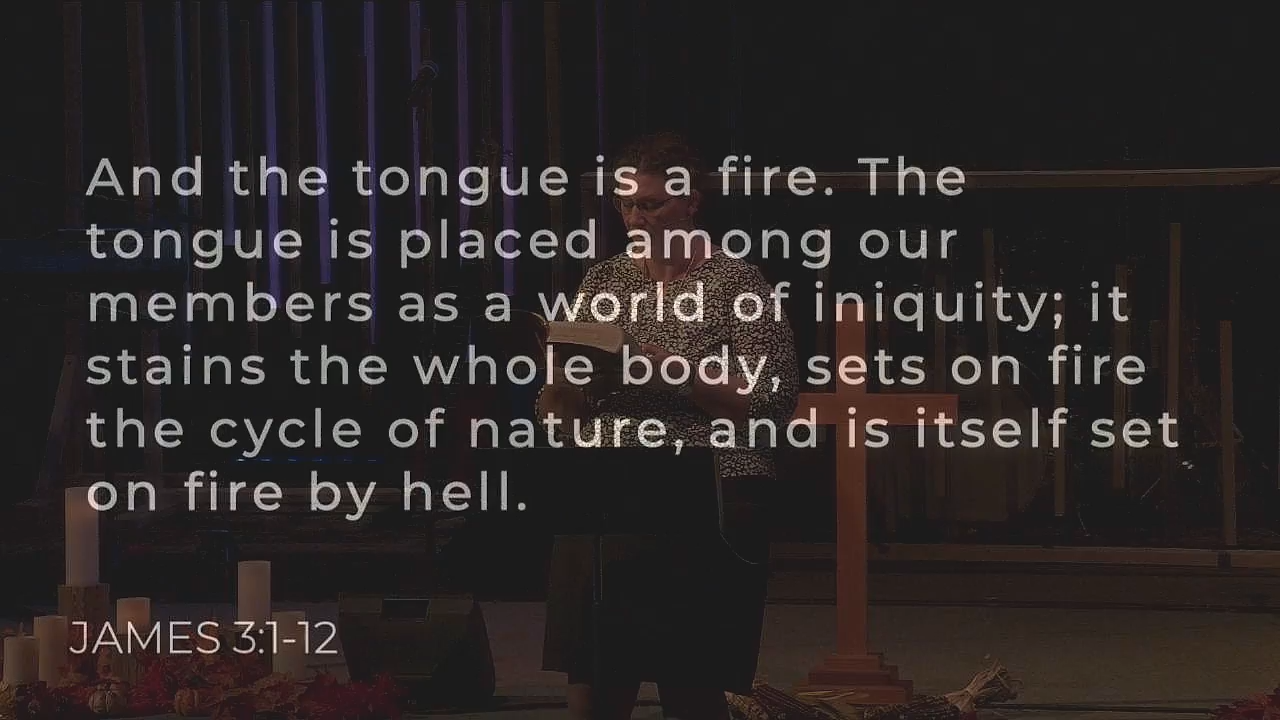 And the tongue is a fire. The
tongue is placed among our
members as a world of iniquity; it
stains the whole body, sets on fire
the cycle of nature, and is itself set
on fire by hell.
JAMES 3:1-12